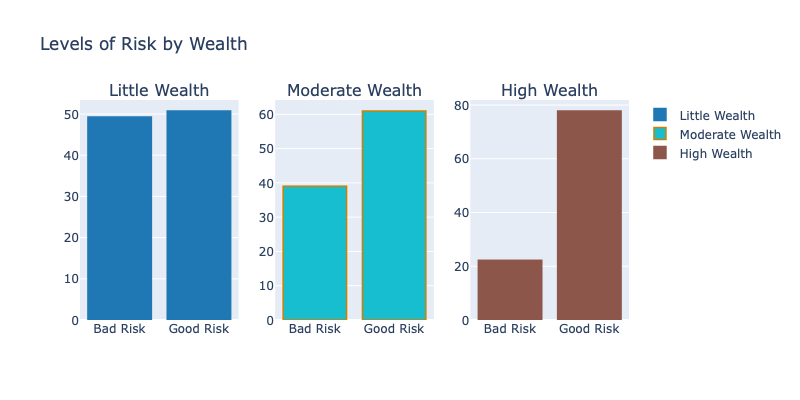 Levels of Risk by Wealth
Little Wealth
Moderate Wealth
High Wealth
50
40
30
20
10
0
Bad Risk
Good Risk
60
50
40
30
20
10
0
Bad Risk
Good Risk
80
60
40
20
0
Bad Risk
Good Risk
Little Wealth
Moderate Wealth
High Wealth